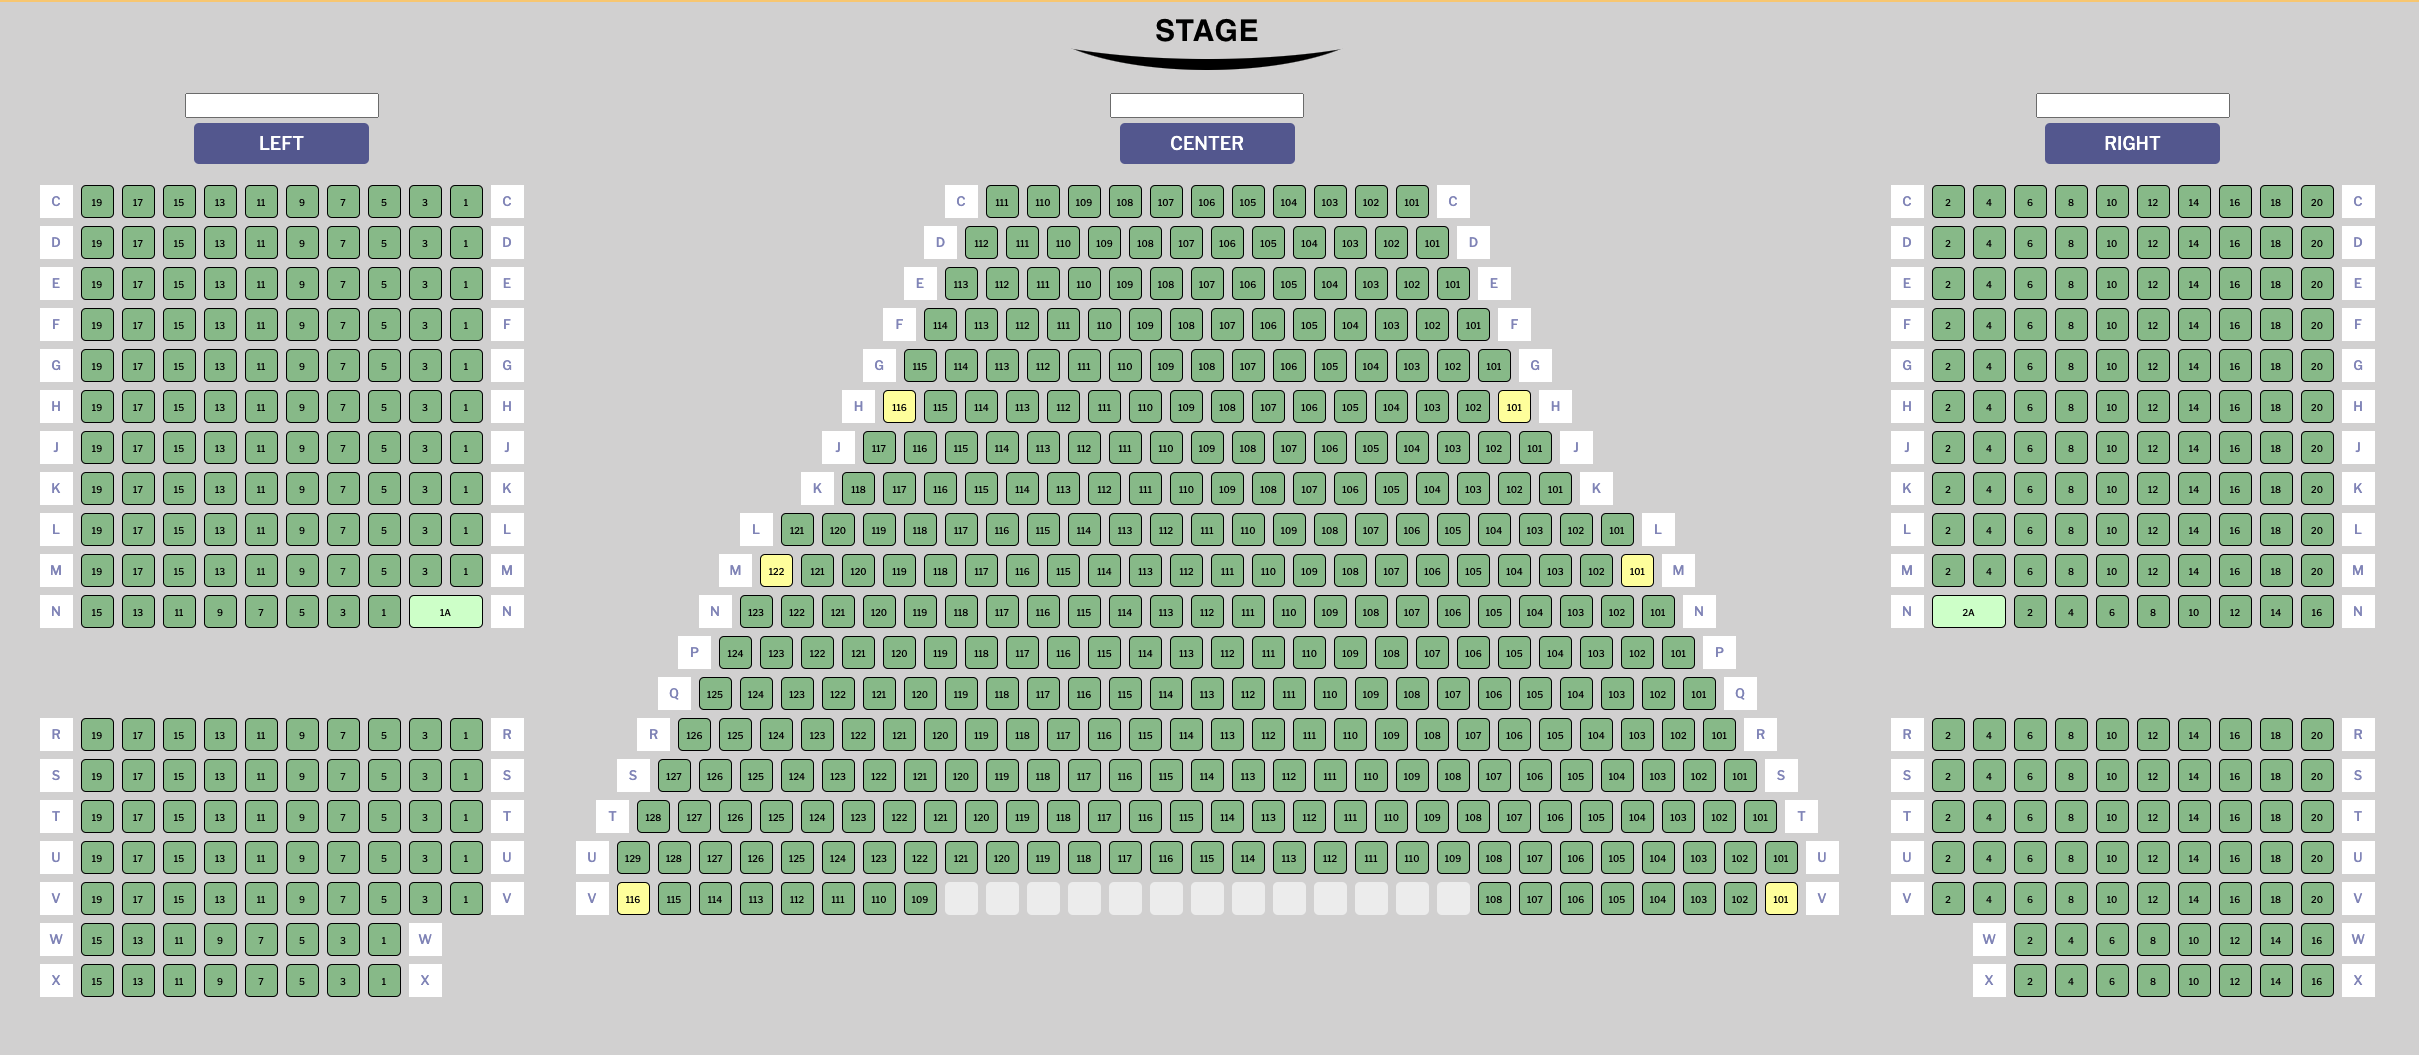 STAGE
LEFT CENTER RIGHT
C 19 17 15 13 11 9 7 5 3 1 C C 111 110 109 108 107 106 105 104 103 102 101 C C 2 4 6 8 10 12 14 16 18 20 C
D 19 17 15 13 11 9 7 5 3 1 D D 112 111 110 109 108 107 106 105 104 103 102 101 D D 2 4 6 8 10 12 14 16 18 20 D
E 19 17 15 13 11 9 7 5 3 1 E E 113 112 111 110 109 108 107 106 105 104 103 102 101 E E 2 4 6 8 10 12 14 16 18 20 E
F 19 17 15 13 11 9 7 5 3 1 F F 114 113 112 111 110 109 108 107 106 105 104 103 102 101 F F 2 4 6 8 10 12 14 16 18 20 F
G 19 17 15 13 11 9 7 5 3 1 G G 115 114 113 112 111 110 109 108 107 106 105 104 103 102 101 G G 2 4 6 8 10 12 14 16 18 20 G
H 19 17 15 13 11 9 7 5 3 1 H H 116 115 114 113 112 111 110 109 108 107 106 105 104 103 102 101 H H 2 4 6 8 10 12 14 16 18 20 H
J 19 17 15 13 11 9 7 5 3 1 J J 117 116 115 114 113 112 111 110 109 108 107 106 105 104 103 102 101 J J 2 4 6 8 10 12 14 16 18 20 J
K 19 17 15 13 11 9 7 5 3 1 K K 118 117 116 115 114 113 112 111 110 109 108 107 106 105 104 103 102 101 K K 2 4 6 8 10 12 14 16 18 20 K
L 19 17 15 13 11 9 7 5 3 1 L L 121 120 119 118 117 116 115 114 113 112 111 110 109 108 107 106 105 104 103 102 101 L L 2 4 6 8 10 12 14 16 18 20 L
M 19 17 15 13 11 9 7 5 3 1 M M 122 121 120 119 118 117 116 115 114 113 112 111 110 109 108 107 106 105 104 103 102 101 M M 2 4 6 8 10 12 14 16 18 20 M
N 15 13 11 9 7 5 3 1 1A N N 123 122 121 120 119 118 117 116 115 114 113 112 111 110 109 108 107 106 105 104 103 102 101 N N 2A 2 4 6 8 10 12 14 16 N
P 124 123 122 121 120 119 118 117 116 115 114 113 112 111 110 109 108 107 106 105 104 103 102 101 P
Q 125 124 123 122 121 120 119 118 117 116 115 114 113 112 111 110 109 108 107 106 105 104 103 102 101 Q
R 19 17 15 13 11 9 7 5 3 1 R R 126 125 124 123 122 121 120 119 118 117 116 115 114 113 112 111 110 109 108 107 106 105 104 103 102 101 R R 2 4 6 8 10 12 14 16 18 20 R
S 19 17 15 13 11 9 7 5 3 1 S S 127 126 125 124 123 122 121 120 119 118 117 116 115 114 113 112 111 110 109 108 107 106 105 104 103 102 101 S S 2 4 6 8 10 12 14 16 18 20 S
T 19 17 15 13 11 9 7 5 3 1 T T 128 127 126 125 124 123 122 121 120 119 118 117 116 115 114 113 112 111 110 109 108 107 106 105 104 103 102 101 T T 2 4 6 8 10 12 14 16 18 20 T
U 19 17 15 13 11 9 7 5 3 1 U U 129 128 127 126 125 124 123 122 121 120 119 118 117 116 115 114 113 112 111 110 109 108 107 106 105 104 103 102 101 U U 2 4 6 8 10 12 14 16 18 20 U
V 19 17 15 13 11 9 7 5 3 1 V V 116 115 114 113 112 111 110 109 108 107 106 105 104 103 102 101 V V 2 4 6 8 10 12 14 16 18 20 V
W 15 13 11 9 7 5 3 1 W W 2 4 6 8 10 12 14 16 W
X 15 13 11 9 7 5 3 1 X X 2 4 6 8 10 12 14 16 X